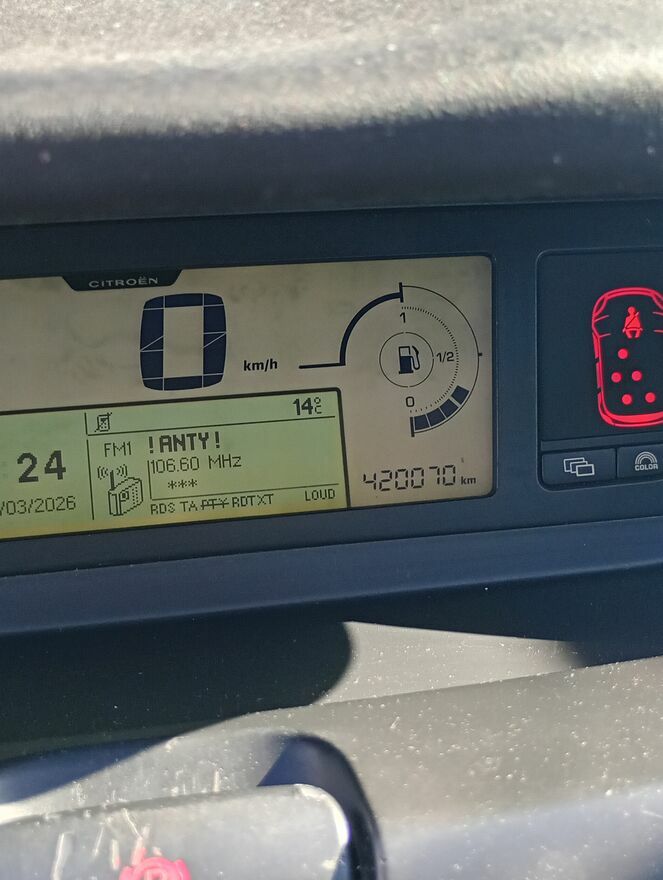 CITROËN
0 km/h
1
1/2
0
14°C
24
/03/2026
FM1 !ANTY!
106.60 MHz
***
RDS TA PTY RDTXT LOUD
420070 km
COLOR
P